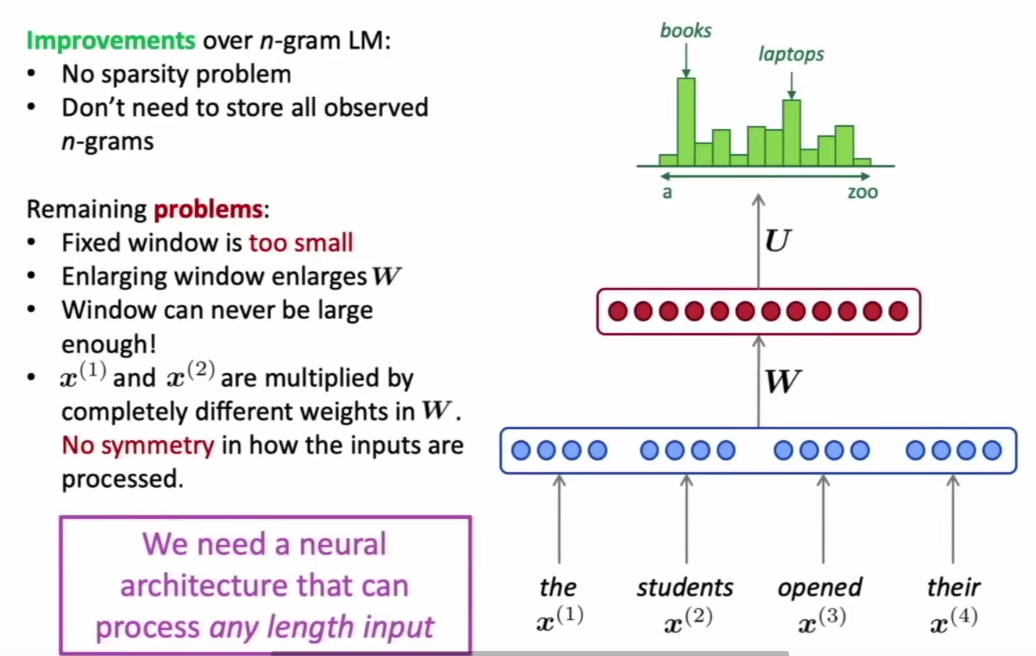 Improvements over n-gram LM:
• No sparsity problem
• Don't need to store all observed
n-grams
Remaining problems:
• Fixed window is too small
• Enlarging window enlarges W
• Window can never be large
enough!
• x^(1) and x^(2) are multiplied by
completely different weights in W.
No symmetry in how the inputs are
processed.
We need a neural
architecture that can
process any length input
books
laptops
a zoo
U
W
the students opened their
x^(1) x^(2) x^(3) x^(4)